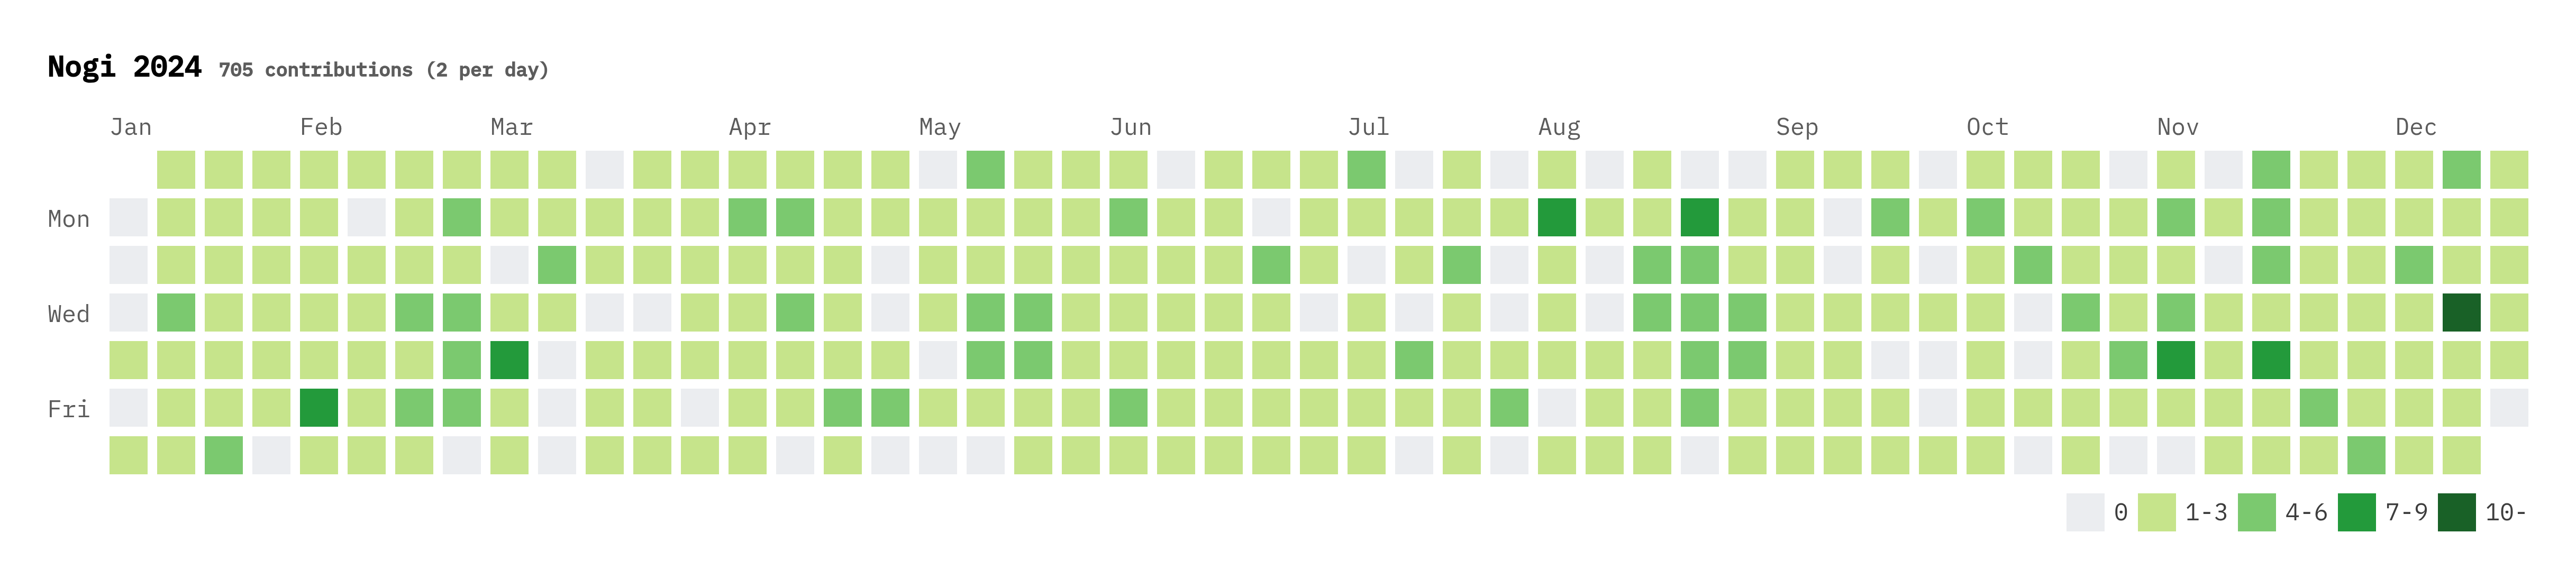 Nogi 2024 705 contributions (2 per day)
Jan Feb Mar Apr May Jun Jul Aug Sep Oct Nov Dec
Mon
Wed
Fri
0 1-3 4-6 7-9 10-